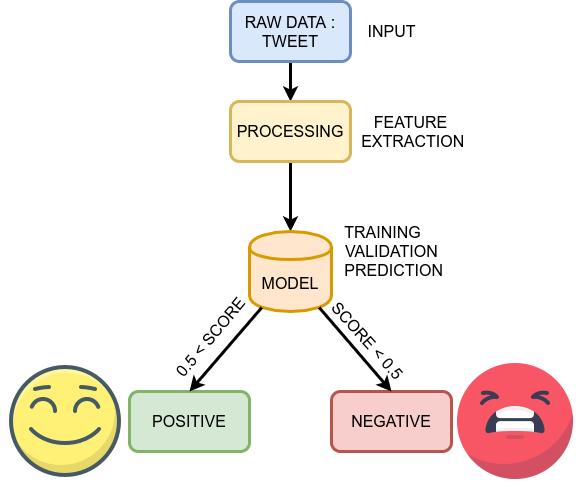 RAW DATA :
TWEET
INPUT
PROCESSING
FEATURE
EXTRACTION
TRAINING
VALIDATION
PREDICTION
MODEL
0.5 < SCORE
SCORE < 0.5
POSITIVE
NEGATIVE